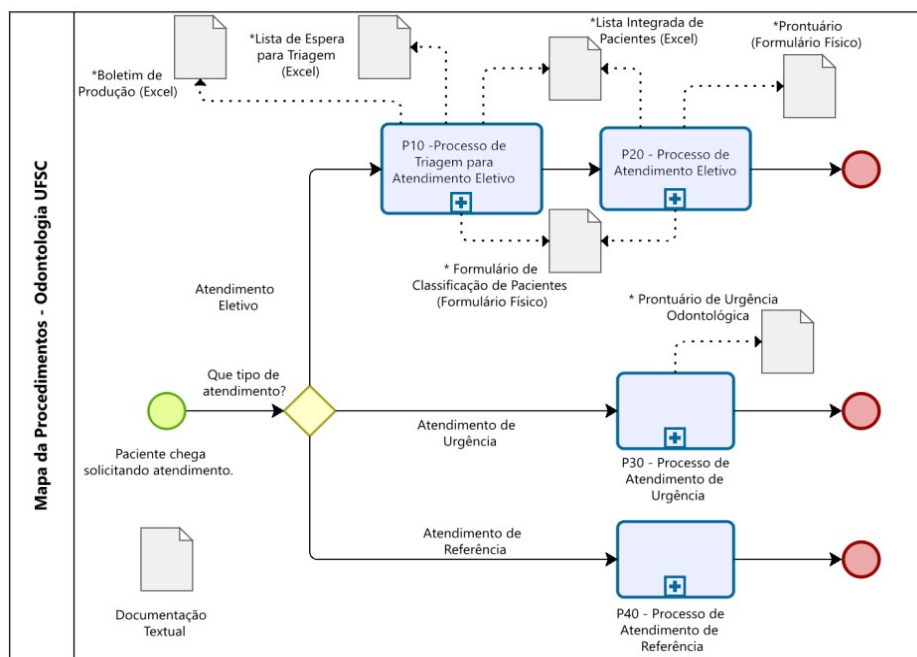 Mapa da Procedimentos - Odontologia UFSC
*Boletim de
Produção (Excel)
*Lista de Espera
para Triagem
(Excel)
*Lista Integrada de
Pacientes (Excel)
*Prontuário
(Formulário Físico)
P10 -Processo de
Triagem para
Atendimento Eletivo
P20 - Processo de
Atendimento Eletivo
* Formulário de
Classificação de Pacientes
(Formulário Físico)
Atendimento
Eletivo
* Prontuário de Urgência
Odontológica
Que tipo de
atendimento?
Paciente chega
solicitando atendimento.
Atendimento de
Urgência
P30 - Processo de
Atendimento de
Urgência
Atendimento de
Referência
P40 - Processo de
Atendimento de
Referência
Documentação
Textual